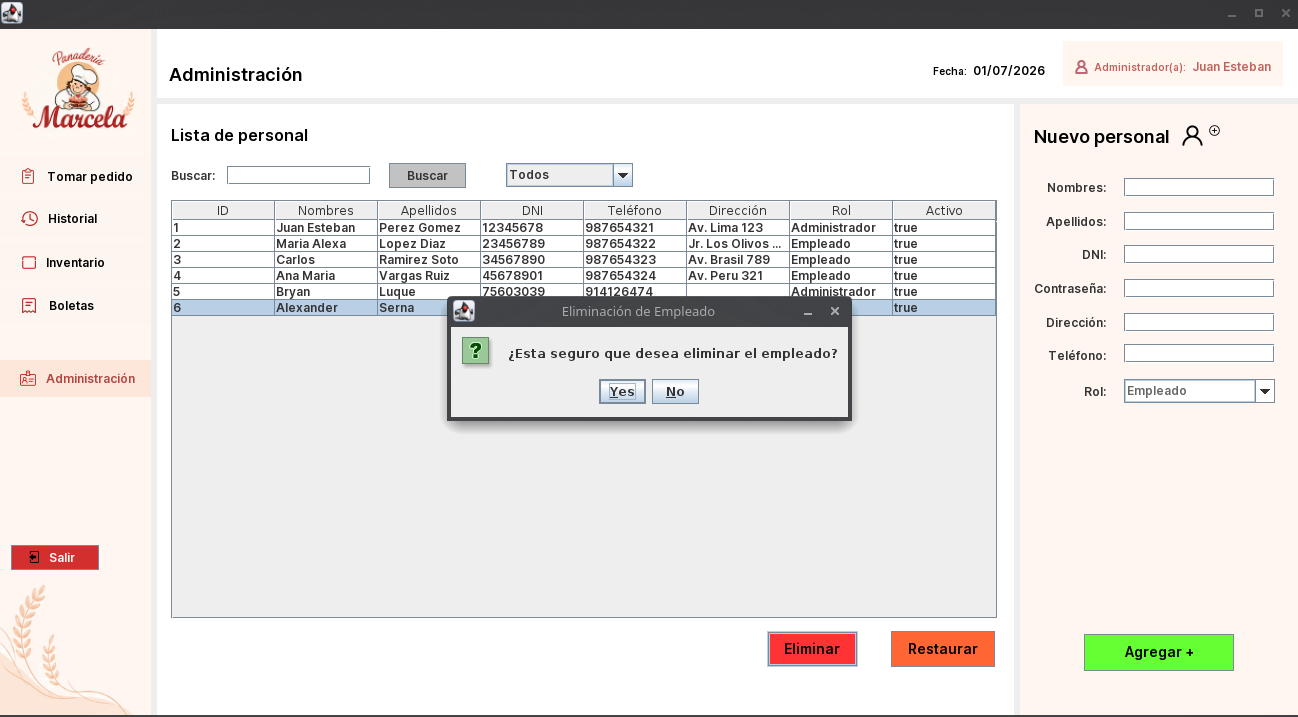 Panadería
Marcela
Tomar pedido
Historial
Inventario
Boletas
Administración
Salir
Administración
Fecha: 01/07/2026
Administrador(a): Juan Esteban
Lista de personal
Buscar: Buscar Todos
ID Nombres Apellidos DNI Teléfono Dirección Rol Activo
1 Juan Esteban Perez Gomez 12345678 987654321 Av. Lima 123 Administrador true
2 Maria Alexa Lopez Diaz 23456789 987654322 Jr. Los Olivos ... Empleado true
3 Carlos Ramirez Soto 34567890 987654323 Av. Brasil 789 Empleado true
4 Ana Maria Vargas Ruiz 45678901 987654324 Av. Peru 321 Empleado true
5 Bryan Luque 75603039 914126474 Administrador true
6 Alexander Serna true
Eliminación de Empleado
¿Esta seguro que desea eliminar el empleado?
Yes No
Eliminar Restaurar
Nuevo personal
Nombres:
Apellidos:
DNI:
Contraseña:
Dirección:
Teléfono:
Rol: Empleado
Agregar +